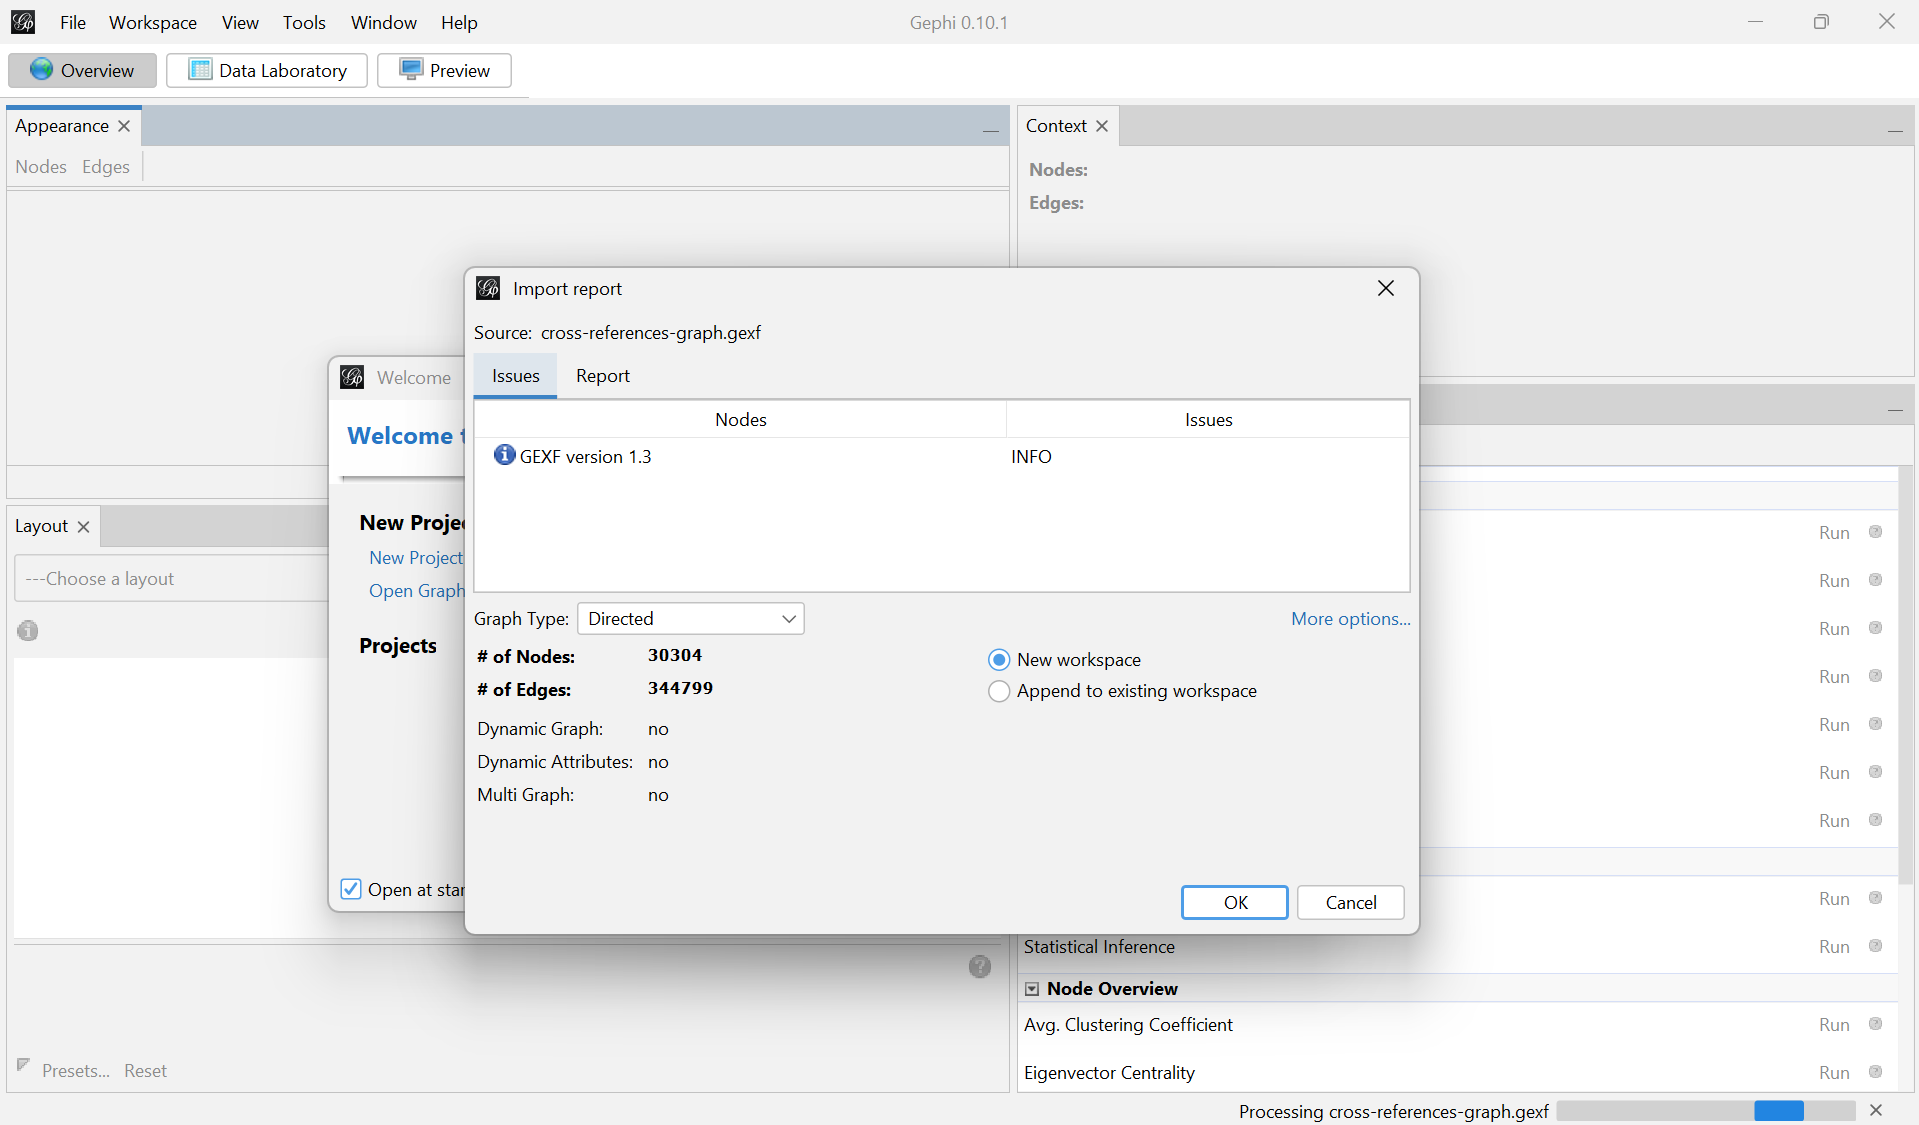 File Workspace View Tools Window Help
Gephi 0.10.1
Overview Data Laboratory Preview
Appearance
Nodes Edges
Context
Nodes:
Edges:
Welcome
Welcome
New Proje
New Project
Open Graph
Projects
Open at star
Layout
---Choose a layout
Presets... Reset
Import report
Source: cross-references-graph.gexf
Issues Report
Nodes Issues
GEXF version 1.3 INFO
Graph Type: Directed More options...
# of Nodes: 30304
# of Edges: 344799
Dynamic Graph: no
Dynamic Attributes: no
Multi Graph: no
New workspace
Append to existing workspace
OK Cancel
Run
Run
Run
Run
Run
Run
Run
Run
Statistical Inference Run
Node Overview
Avg. Clustering Coefficient Run
Eigenvector Centrality Run
Processing cross-references-graph.gexf